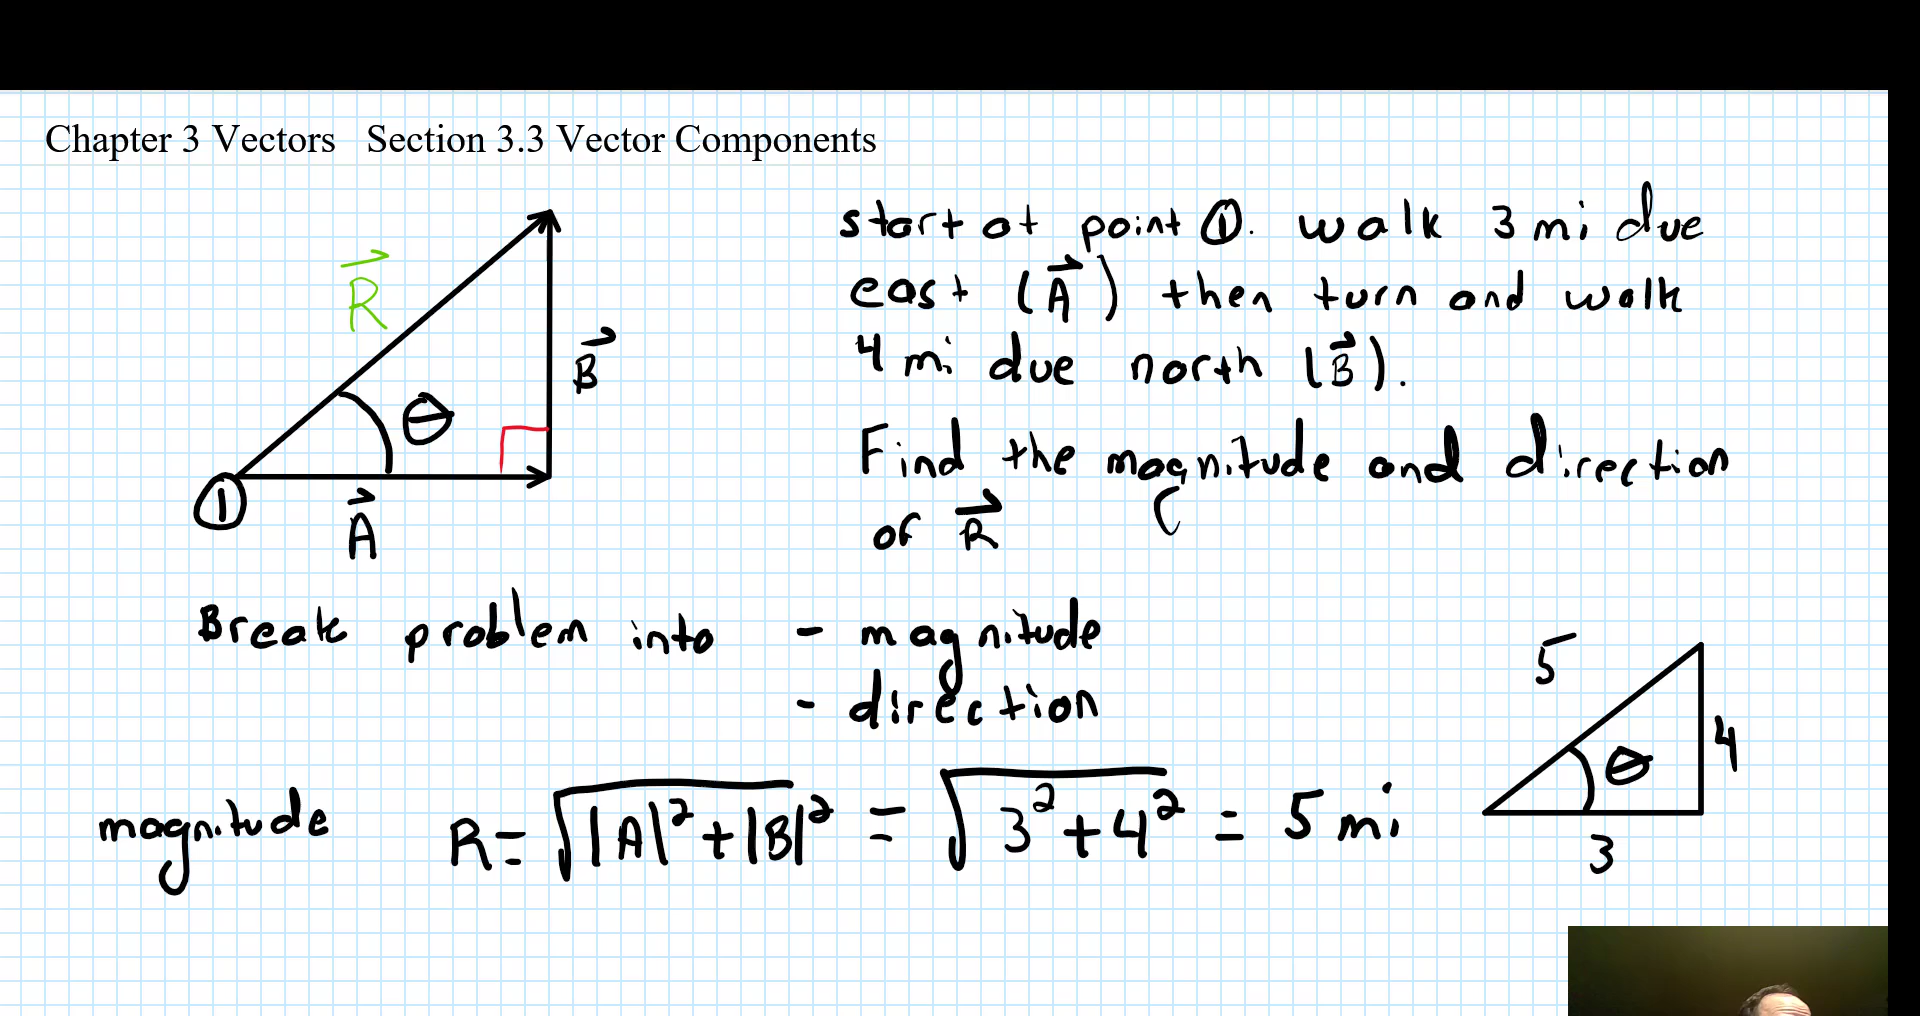 Chapter 3 Vectors   Section 3.3 Vector Components
R
θ
B
1
A
start at point ①. walk 3 mi due
east (A⃗) then turn and walk
4 mi due north (B⃗).
Find the magnitude and direction
of R⃗
Break problem into - magnitude
- direction
magnitude R = √|A|² + |B|² = √3² + 4² = 5 mi
5
4
θ
3